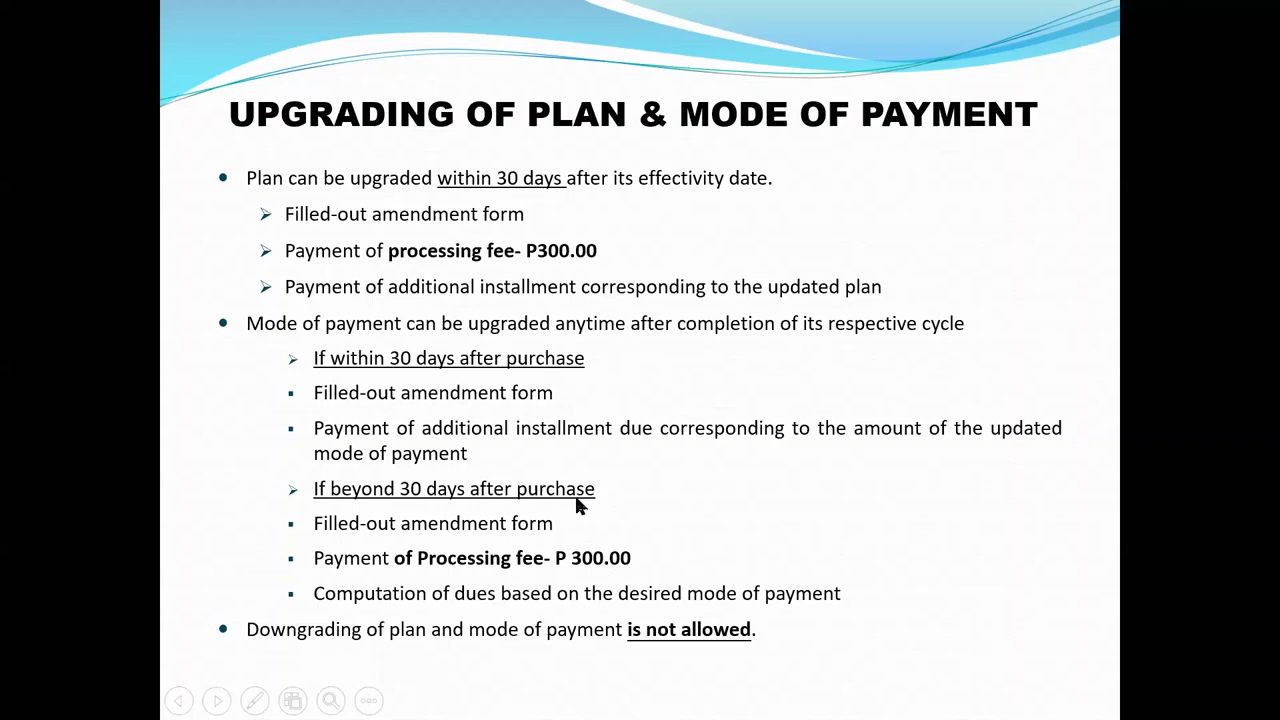 UPGRADING OF PLAN & MODE OF PAYMENT
Plan can be upgraded within 30 days after its effectivity date.
Filled-out amendment form
Payment of processing fee- P300.00
Payment of additional installment corresponding to the updated plan
Mode of payment can be upgraded anytime after completion of its respective cycle
If within 30 days after purchase
Filled-out amendment form
Payment of additional installment due corresponding to the amount of the updated
mode of payment
If beyond 30 days after purchase
Filled-out amendment form
Payment of Processing fee- P 300.00
Computation of dues based on the desired mode of payment
Downgrading of plan and mode of payment is not allowed.